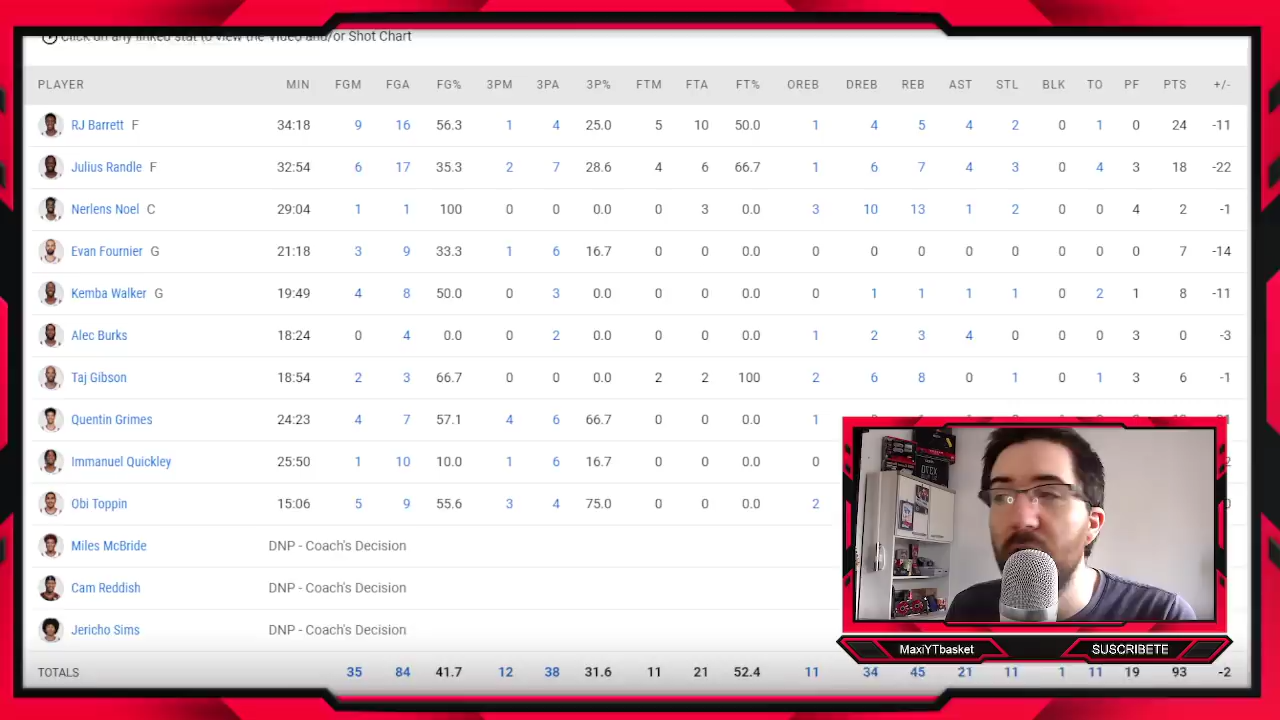 Click on any linked stat to view the Video and/or Shot Chart
PLAYER MIN FGM FGA FG% 3PM 3PA 3P% FTM FTA FT% OREB DREB REB AST STL BLK TO PF PTS +/-
RJ Barrett F 34:18 9 16 56.3 1 4 25.0 5 10 50.0 1 4 5 4 2 0 1 0 24 -11
Julius Randle F 32:54 6 17 35.3 2 7 28.6 4 6 66.7 1 6 7 4 3 0 4 3 18 -22
Nerlens Noel C 29:04 1 1 100 0 0 0.0 0 3 0.0 3 10 13 1 2 0 0 4 2 -1
Evan Fournier G 21:18 3 9 33.3 1 6 16.7 0 0 0.0 0 0 0 0 0 0 0 0 7 -14
Kemba Walker G 19:49 4 8 50.0 0 3 0.0 0 0 0.0 0 1 1 1 1 0 2 1 8 -11
Alec Burks 18:24 0 4 0.0 0 2 0.0 0 0 0.0 1 2 3 4 0 0 0 3 0 -3
Taj Gibson 18:54 2 3 66.7 0 0 0.0 2 2 100 2 6 8 0 1 0 1 3 6 -1
Quentin Grimes 24:23 4 7 57.1 4 6 66.7 0 0 0.0 1
Immanuel Quickley 25:50 1 10 10.0 1 6 16.7 0 0 0.0 0
Obi Toppin 15:06 5 9 55.6 3 4 75.0 0 0 0.0 2
Miles McBride DNP - Coach's Decision
Cam Reddish DNP - Coach's Decision
Jericho Sims DNP - Coach's Decision
TOTALS 35 84 41.7 12 38 31.6 11 21 52.4 11 34 45 21 11 1 11 19 93 -2
MaxiYTbasket SUSCRIBETE